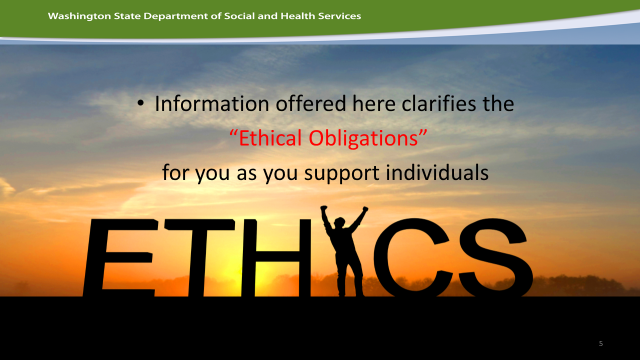 Washington State Department of Social and Health Services
• Information offered here clarifies the
“Ethical Obligations”
for you as you support individuals
ETHICS
5